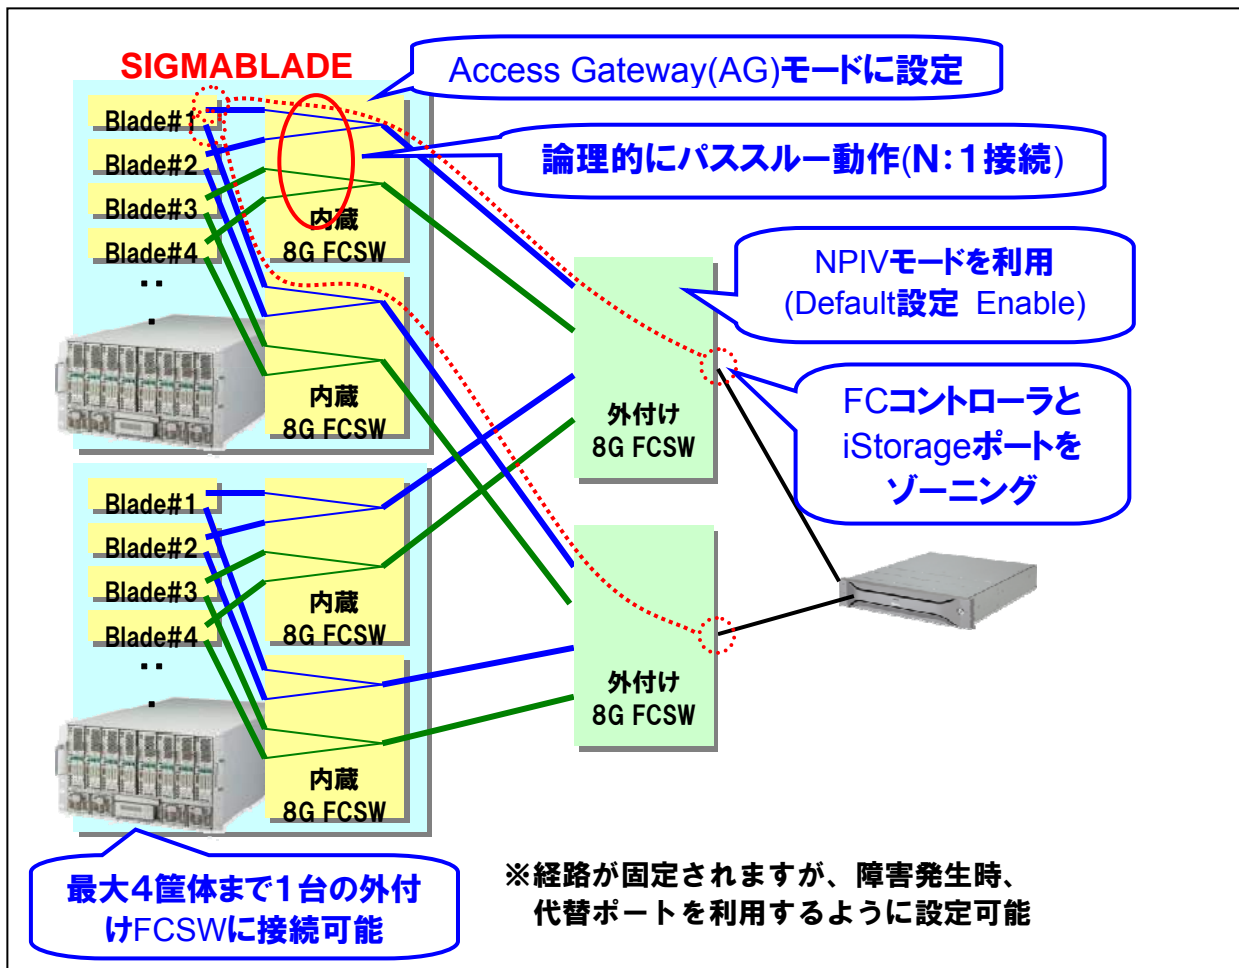 SIGMABLADE
Access Gateway(AG)モードに設定
論理的にパススルー動作(N:1接続)
Blade#1
Blade#2
Blade#3
Blade#4
‥
.
内蔵
8G FCSW
内蔵
8G FCSW
NPIVモードを利用
(Default設定 Enable)
FCコントローラと
iStorageポートを
ゾーニング
外付け
8G FCSW
Blade#1
Blade#2
Blade#3
Blade#4
‥
.
内蔵
8G FCSW
内蔵
8G FCSW
外付け
8G FCSW
最大4筐体まで1台の外付
けFCSWに接続可能
※経路が固定されますが、障害発生時、
代替ポートを利用するように設定可能